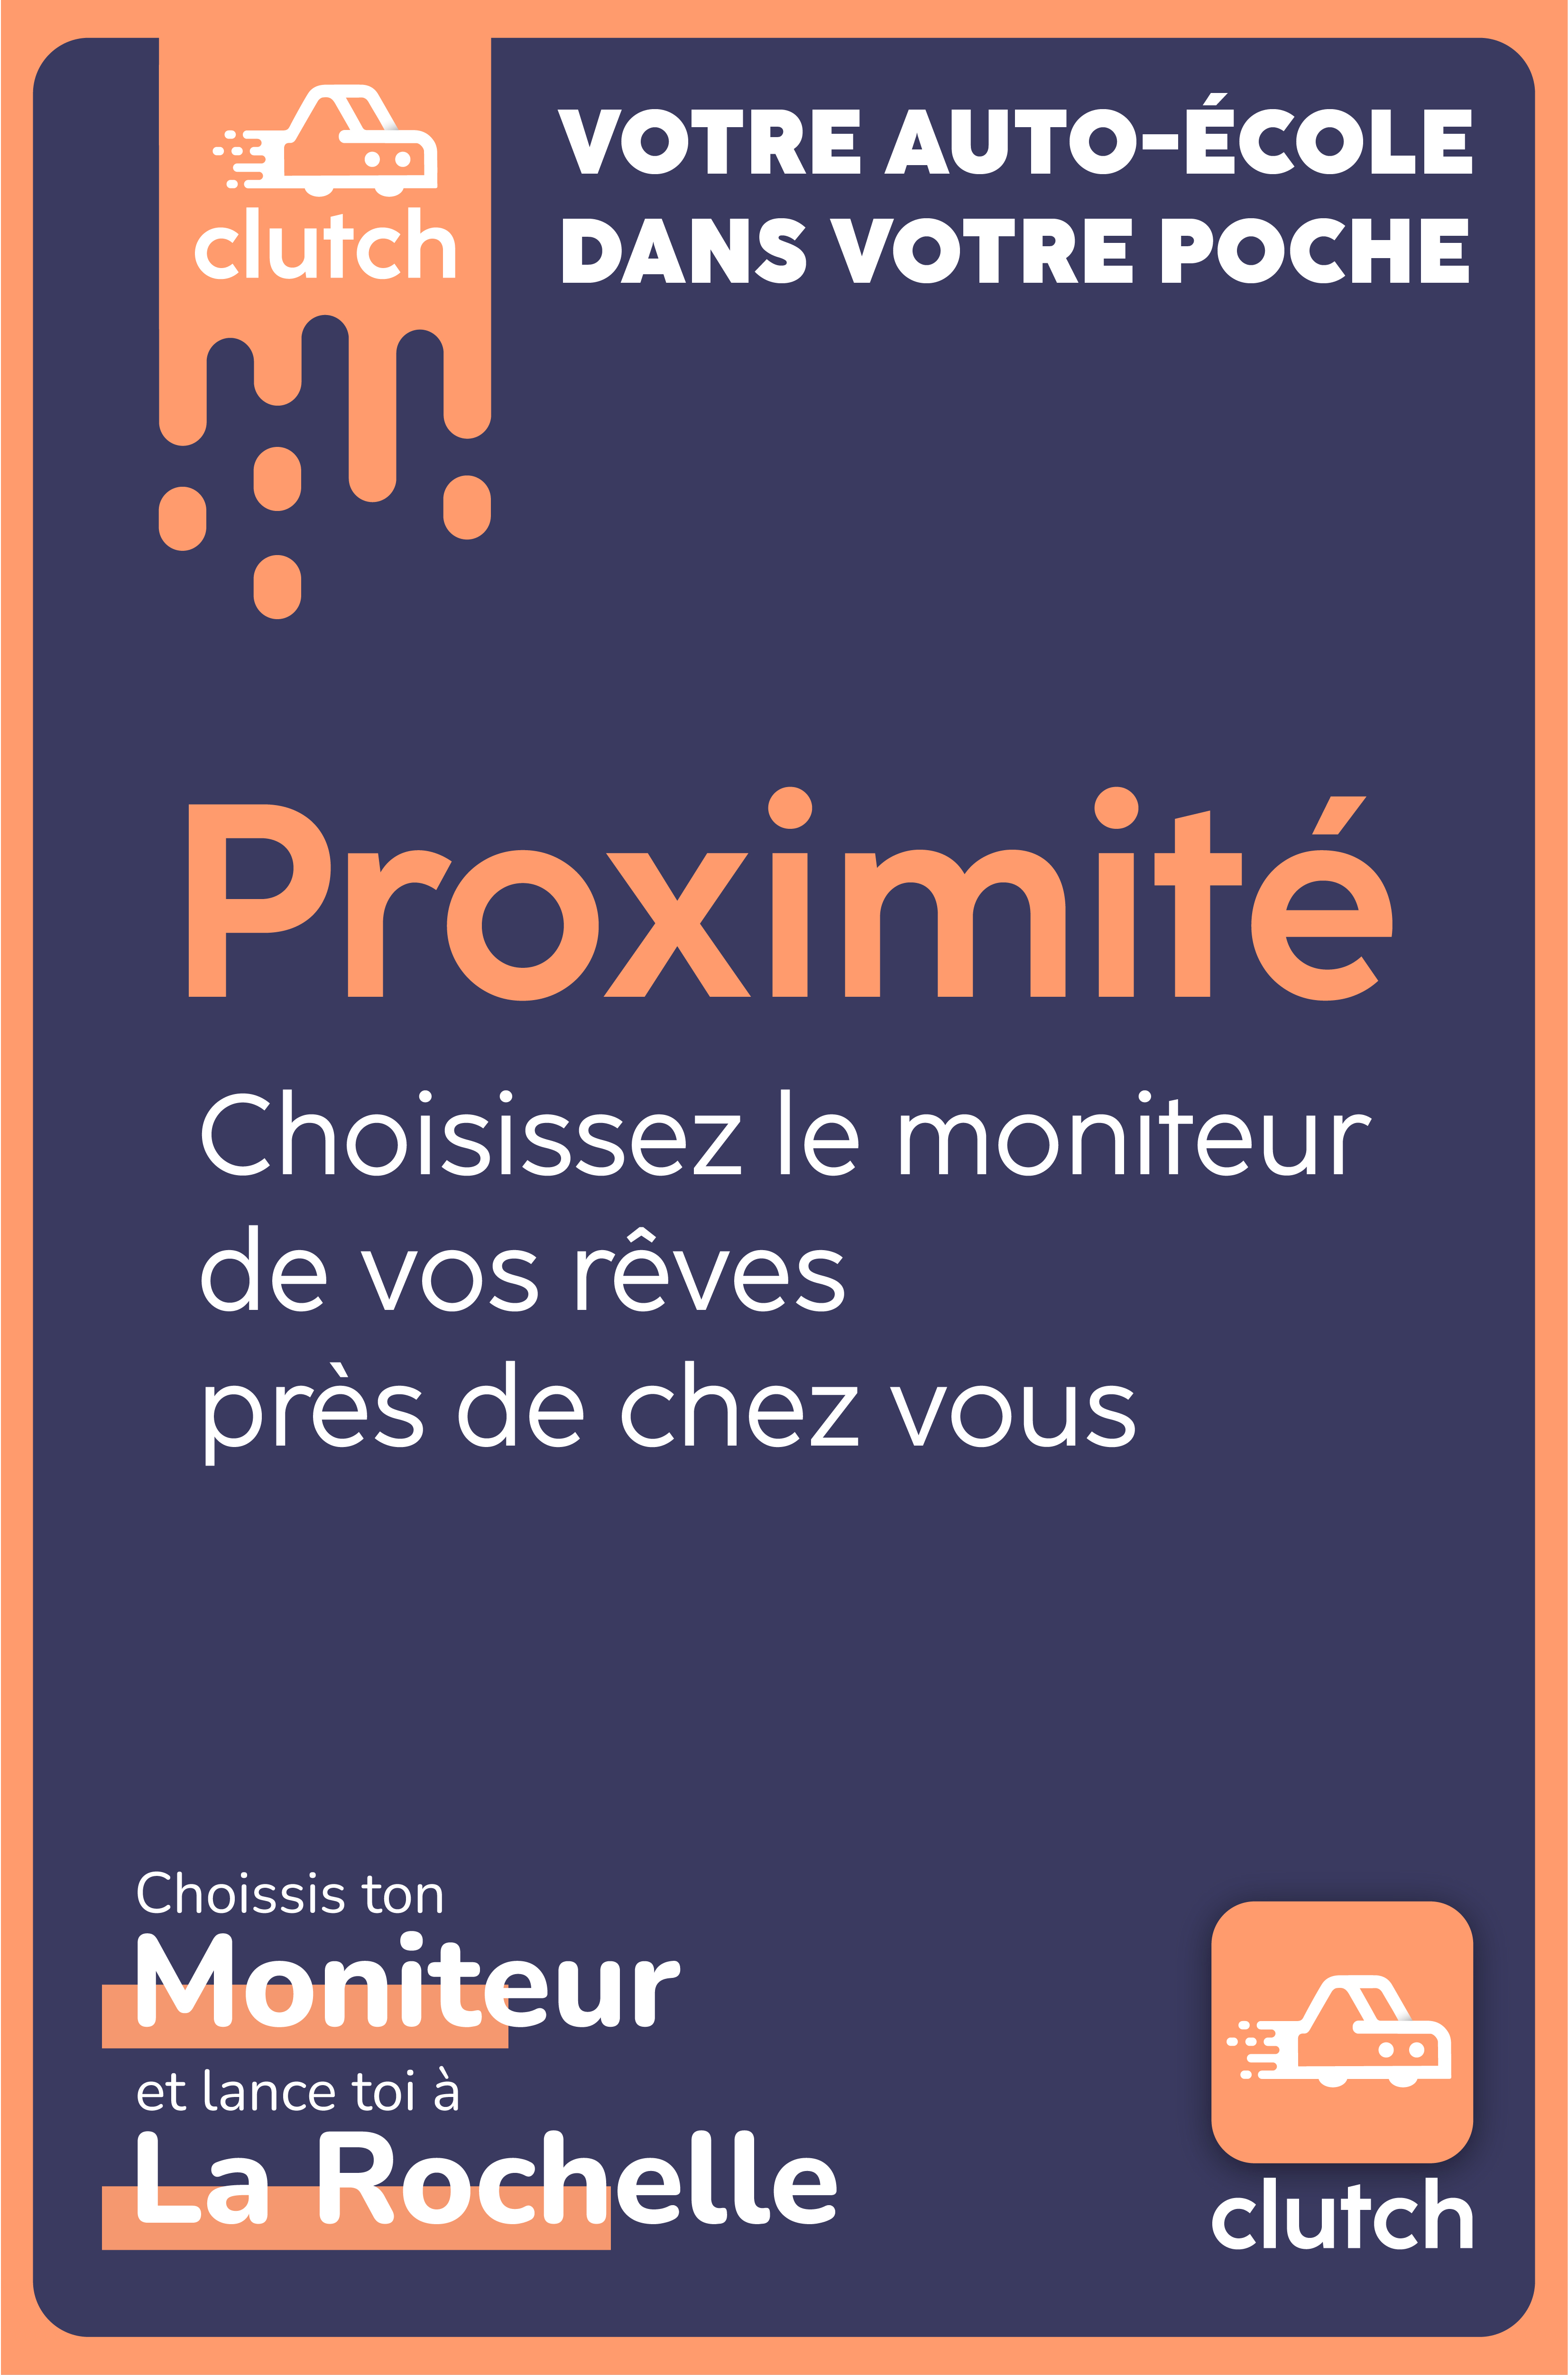 clutch
VOTRE AUTO-ÉCOLE
DANS VOTRE POCHE
Proximité
Choisissez le moniteur
de vos rêves
près de chez vous
Choissis ton
Moniteur
et lance toi à
La Rochelle
clutch